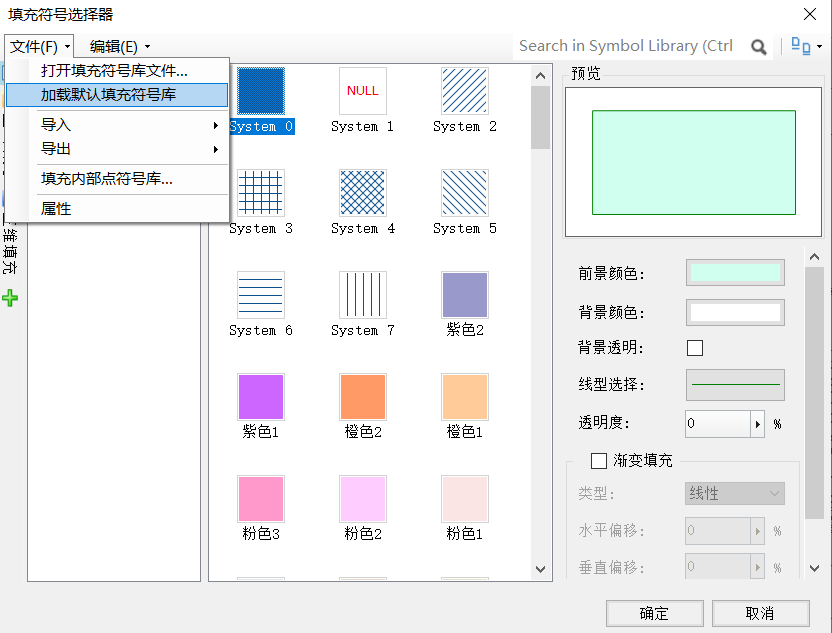 填充符号选择器
文件(F) 编辑(E)
Search in Symbol Library (Ctrl
打开填充符号库文件...
加载默认填充符号库
导入
导出
填充内部点符号库...
属性
维填充
System 0 NULL System 1 System 2
System 3 System 4 System 5
System 6 System 7 紫色2
紫色1 橙色2 橙色1
粉色3 粉色2 粉色1
预览
前景颜色:
背景颜色:
背景透明:
线型选择:
透明度: 0 %
渐变填充
类型: 线性
水平偏移: 0 %
垂直偏移: 0 %
确定 取消